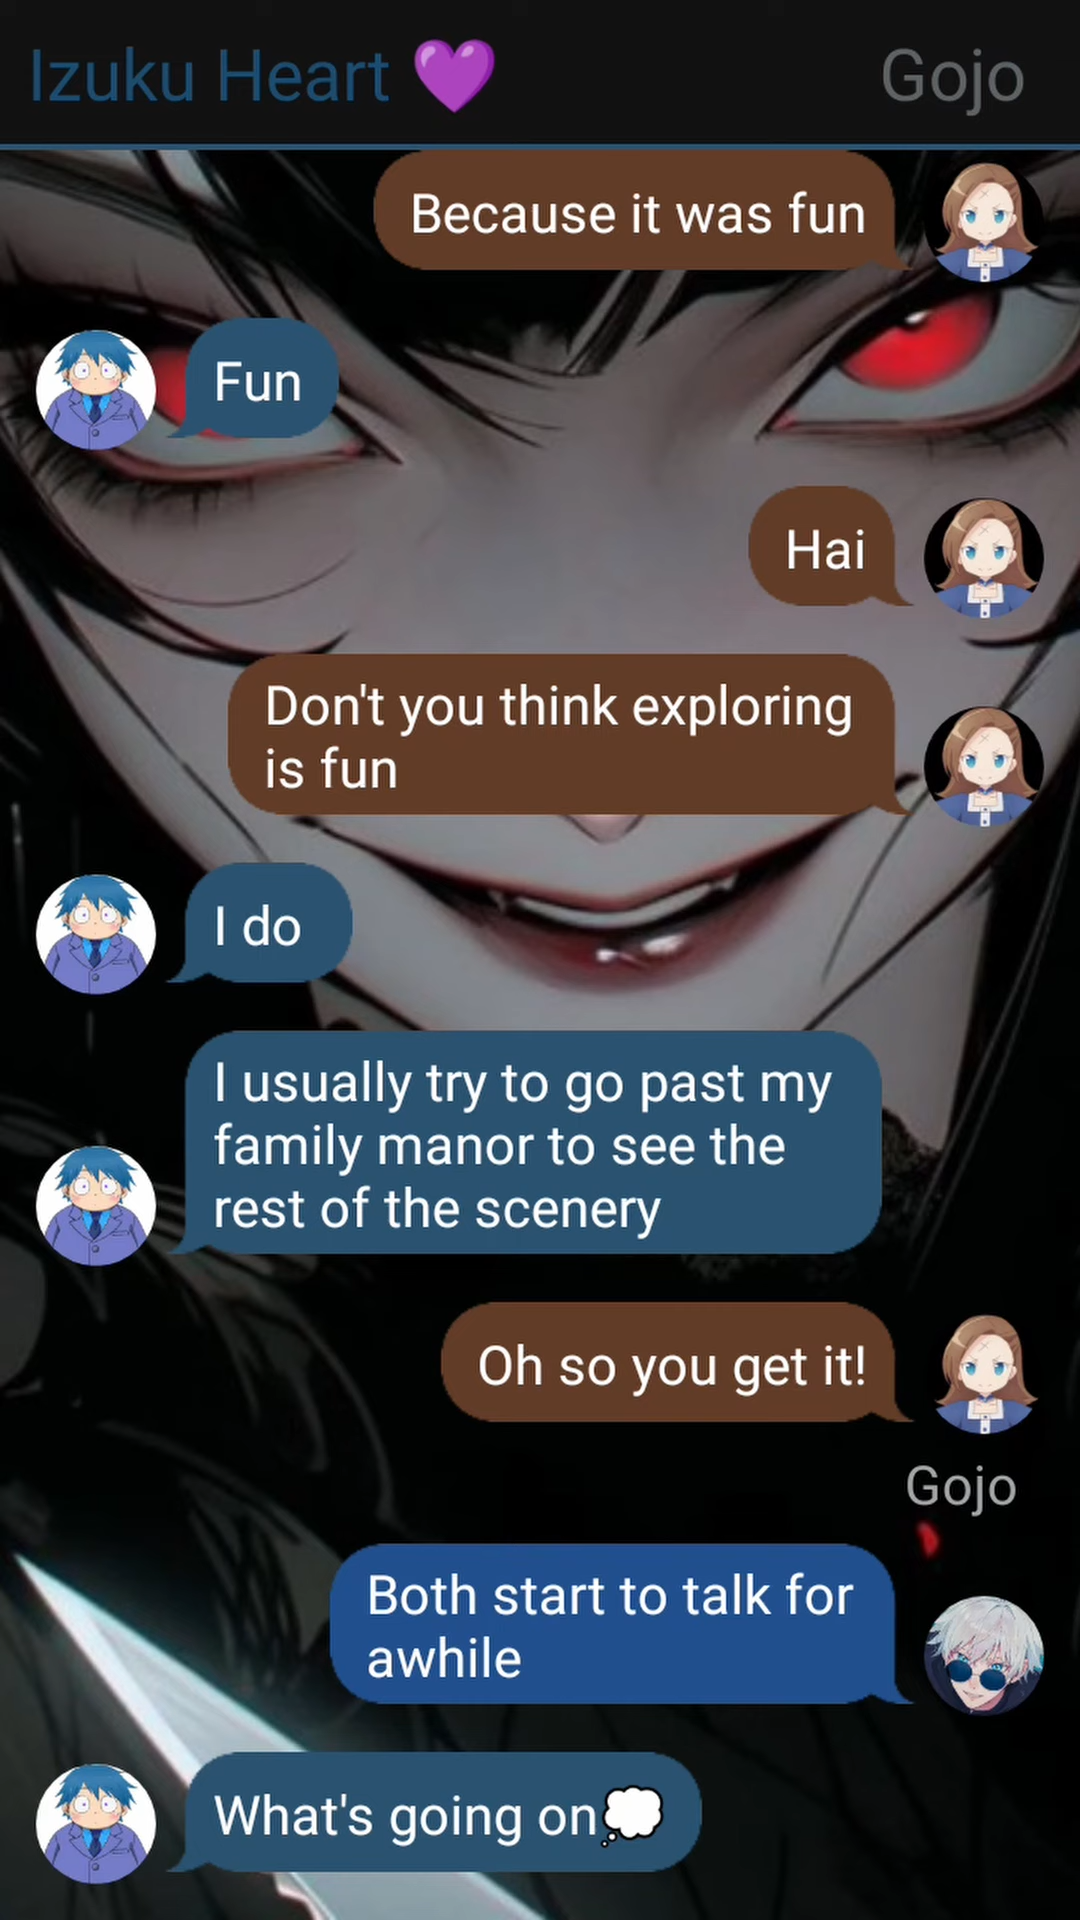 Izuku Heart 💜 Gojo
Because it was fun
Fun
Hai
Don't you think exploring
is fun
I do
I usually try to go past my
family manor to see the
rest of the scenery
Oh so you get it!
Gojo
Both start to talk for
awhile
What's going on💭